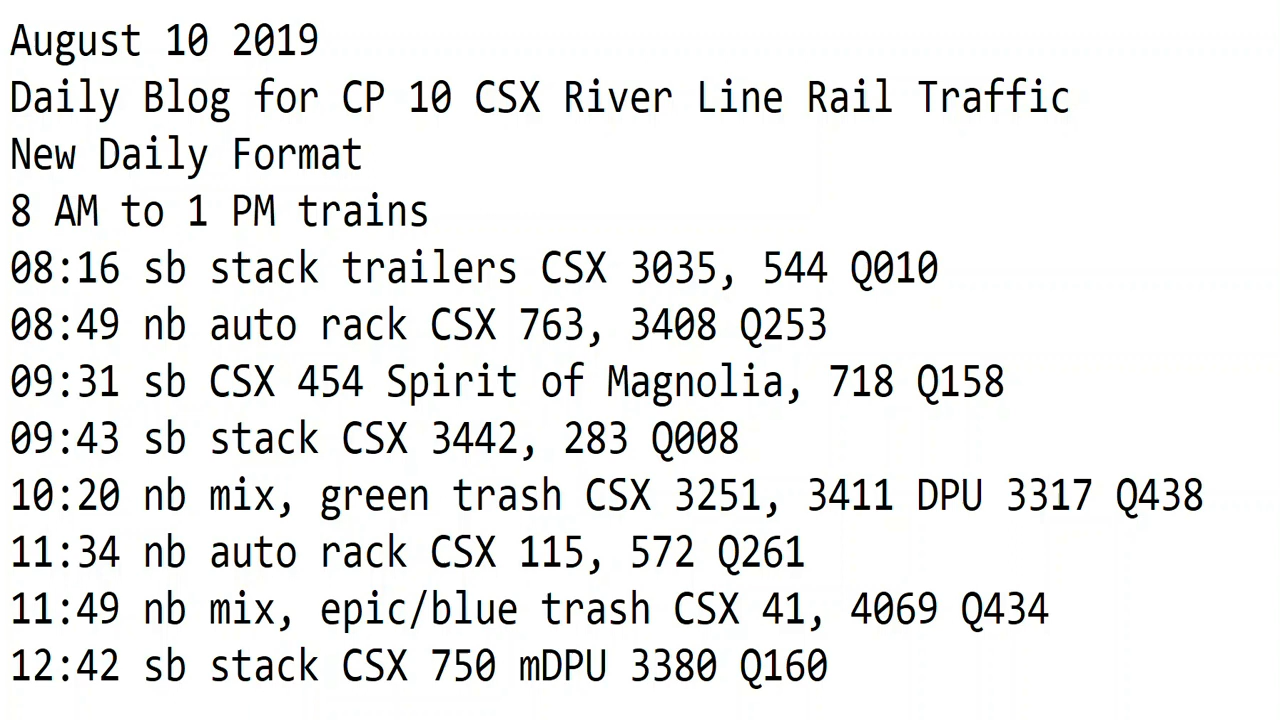 August 10 2019
Daily Blog for CP 10 CSX River Line Rail Traffic
New Daily Format
8 AM to 1 PM trains
08:16 sb stack trailers CSX 3035, 544 Q010
08:49 nb auto rack CSX 763, 3408 Q253
09:31 sb CSX 454 Spirit of Magnolia, 718 Q158
09:43 sb stack CSX 3442, 283 Q008
10:20 nb mix, green trash CSX 3251, 3411 DPU 3317 Q438
11:34 nb auto rack CSX 115, 572 Q261
11:49 nb mix, epic/blue trash CSX 41, 4069 Q434
12:42 sb stack CSX 750 mDPU 3380 Q160